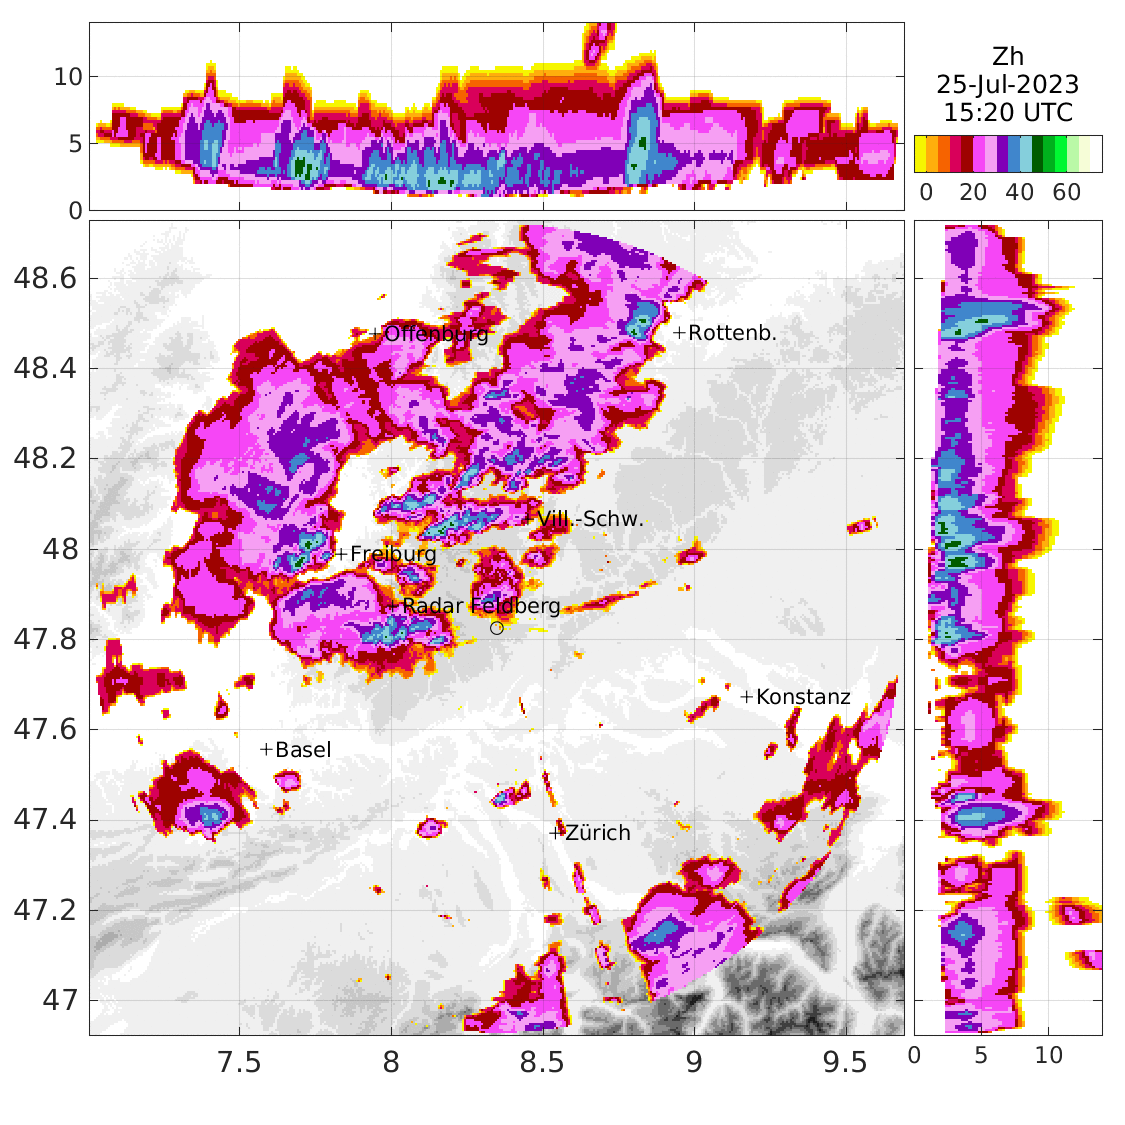 10
5
0
Zh
25-Jul-2023
15:20 UTC
0 20 40 60
48.6
48.4
48.2
48
47.8
47.6
47.4
47.2
47
+Offenburg
+Rottenb.
+Vill.-Schw.
+Freiburg
+Radar Feldberg
+Konstanz
+Basel
+Zürich
7.5 8 8.5 9 9.5
0 5 10